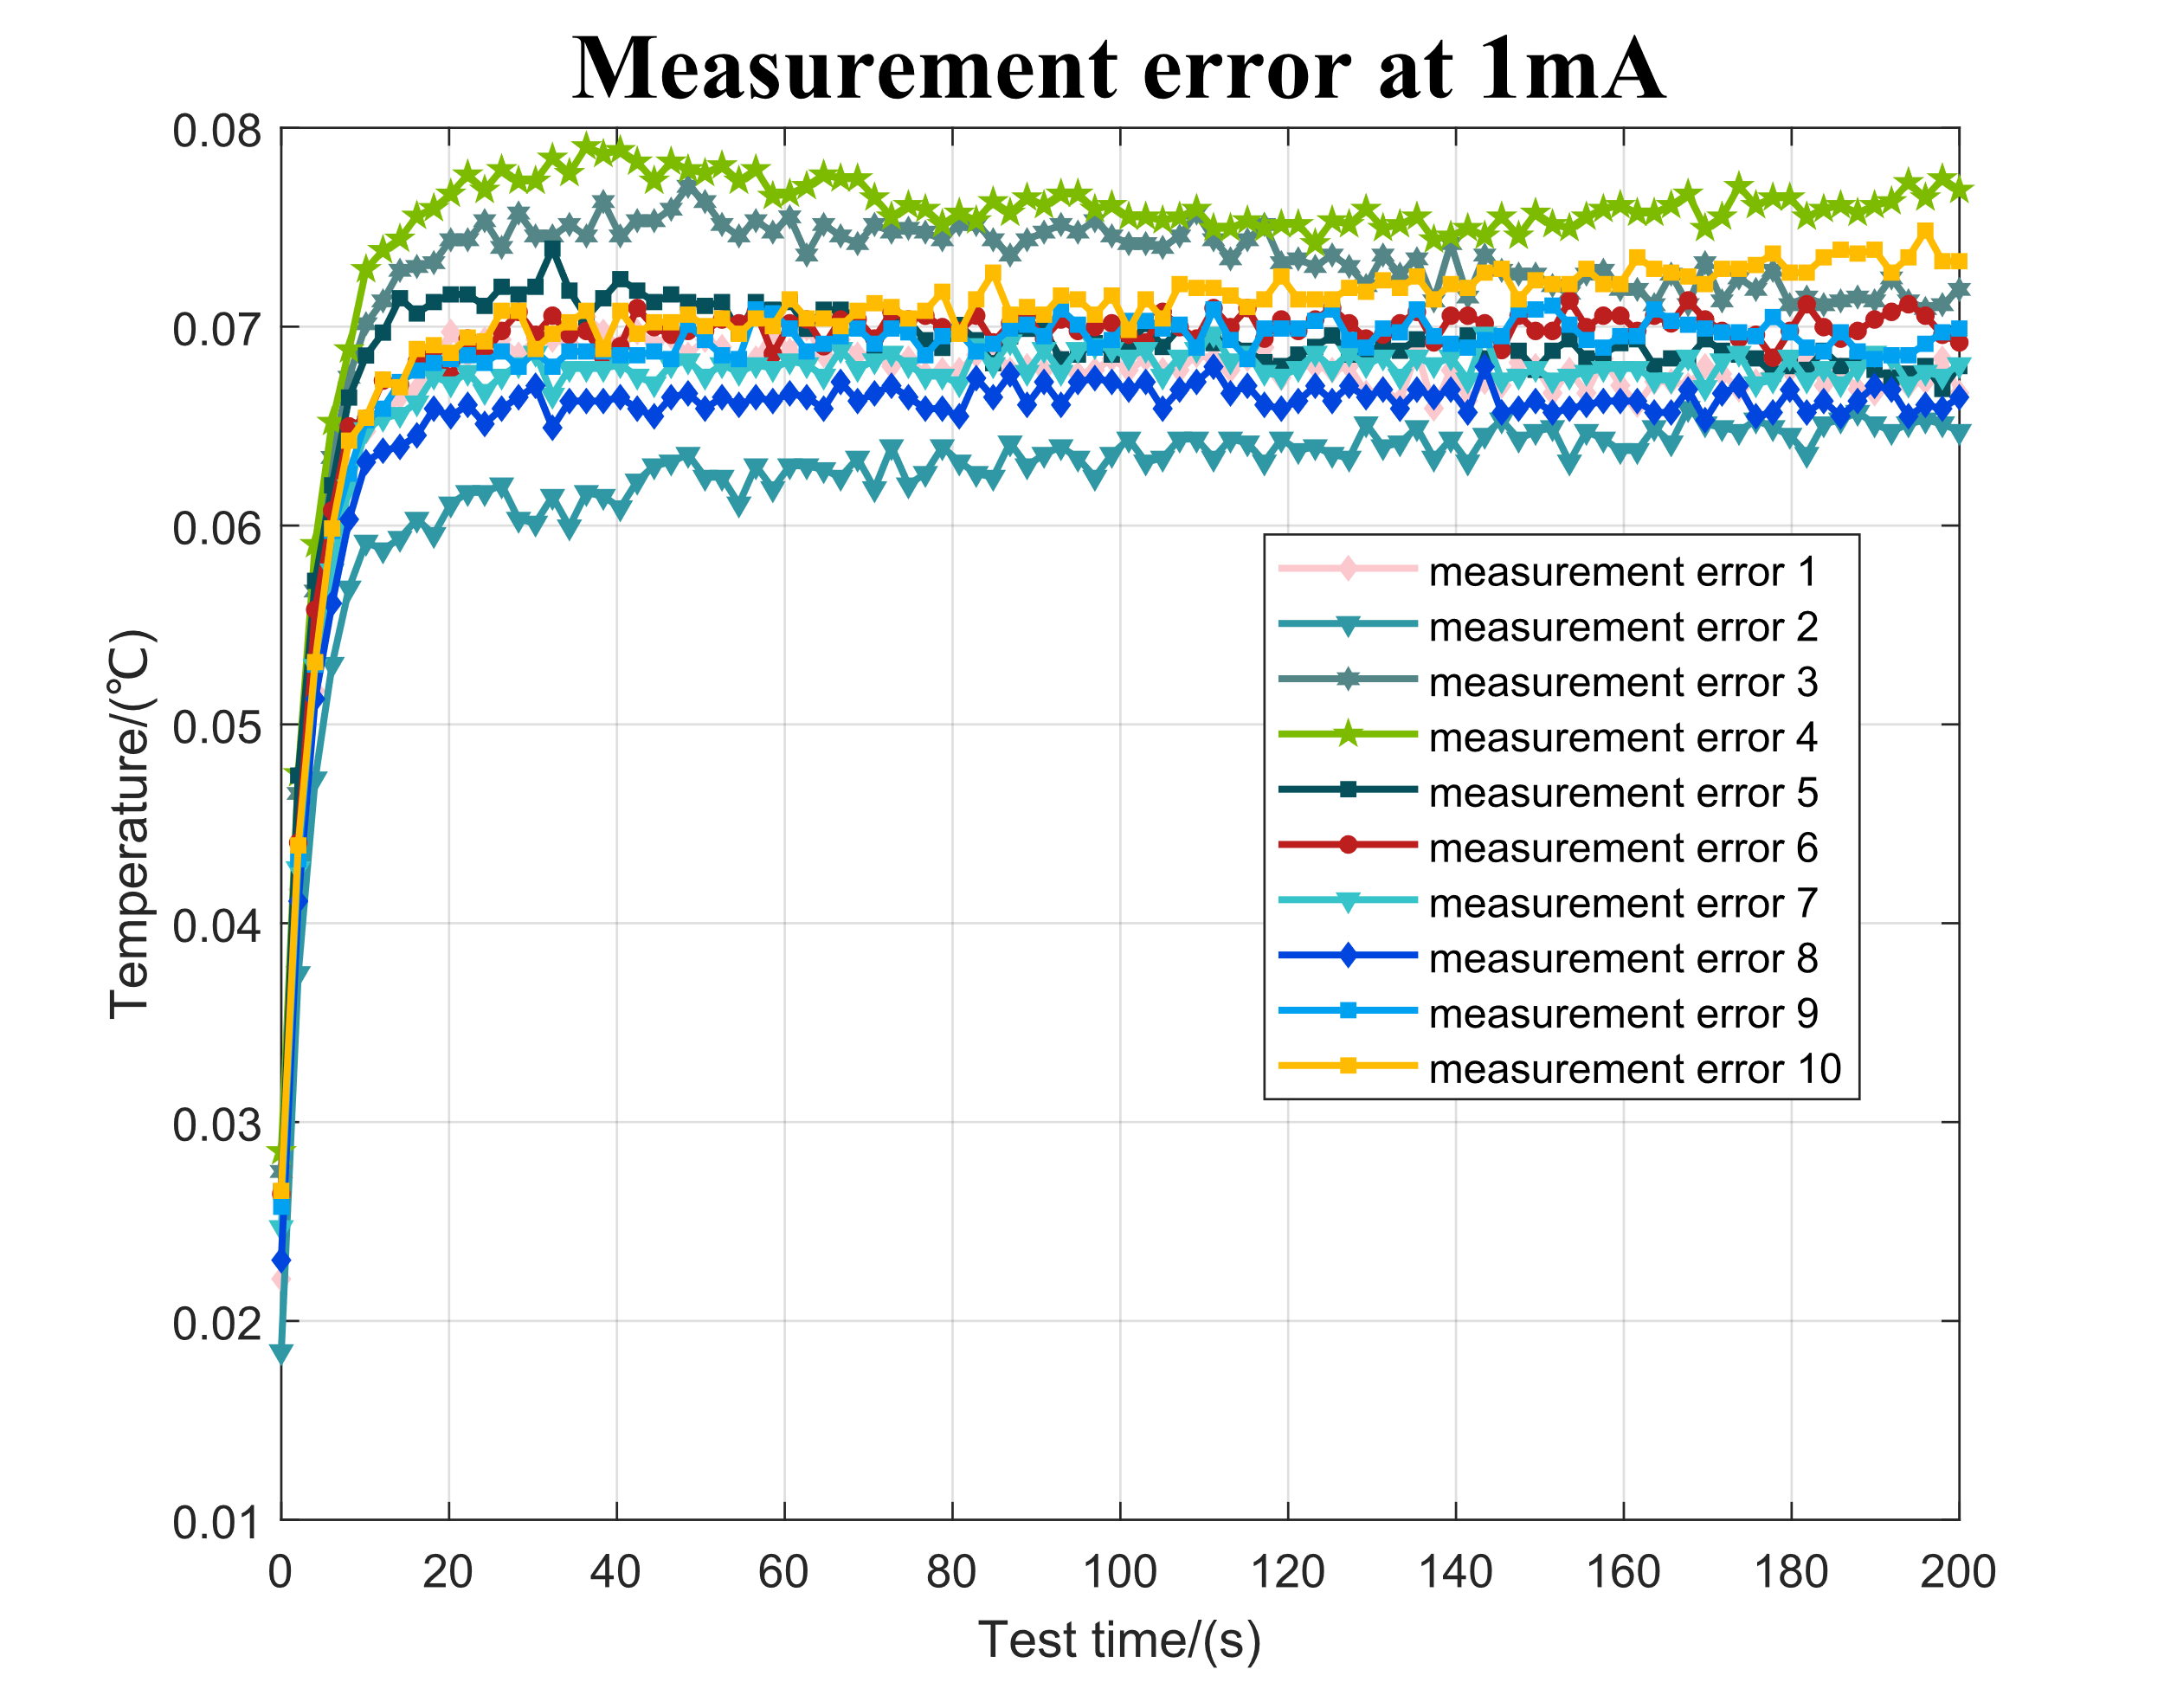 Measurement error at 1mA
0.08
0.07
0.06
0.05
0.04
0.03
0.02
0.01
Temperature/(°C)
measurement error 1
measurement error 2
measurement error 3
measurement error 4
measurement error 5
measurement error 6
measurement error 7
measurement error 8
measurement error 9
measurement error 10
0 20 40 60 80 100 120 140 160 180 200
Test time/(s)